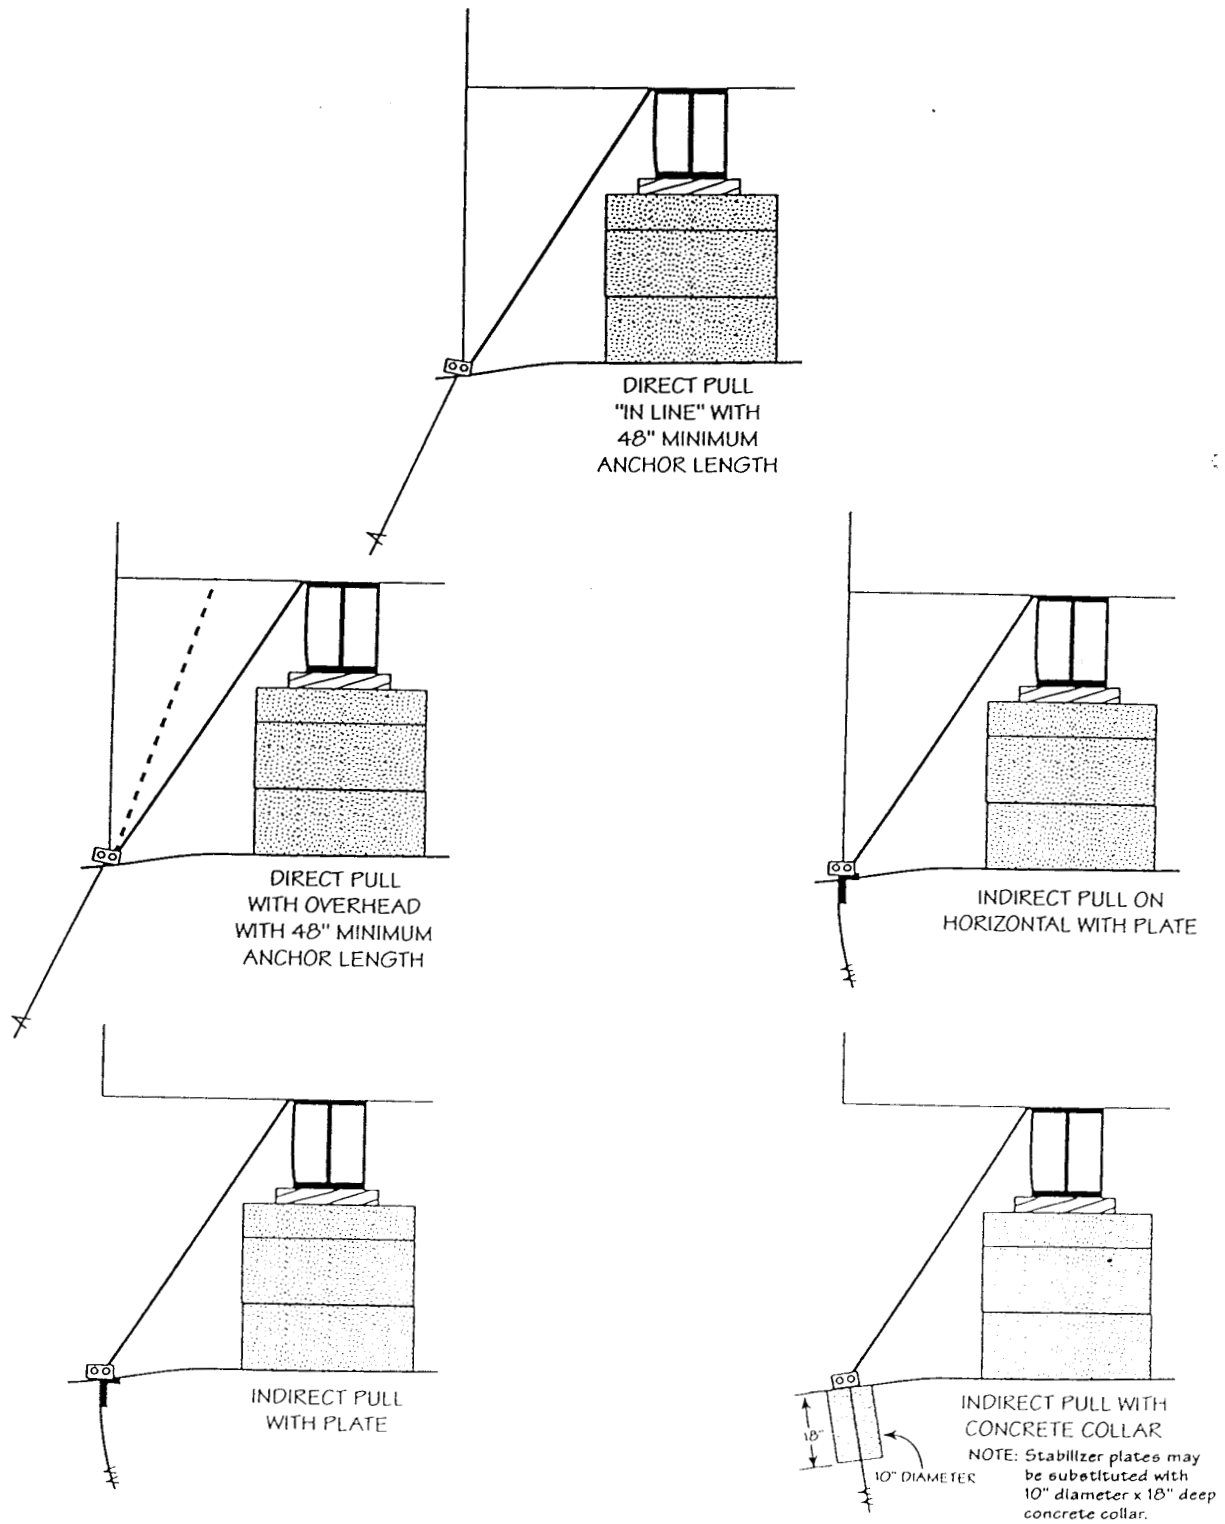 DIRECT PULL
"IN LINE" WITH
48" MINIMUM
ANCHOR LENGTH
DIRECT PULL
WITH OVERHEAD
WITH 48" MINIMUM
ANCHOR LENGTH
INDIRECT PULL ON
HORIZONTAL WITH PLATE
INDIRECT PULL
WITH PLATE
INDIRECT PULL WITH
CONCRETE COLLAR
18"
10" DIAMETER
NOTE: Stabilizer plates may
be substituted with
10" diameter x 18" deep
concrete collar.